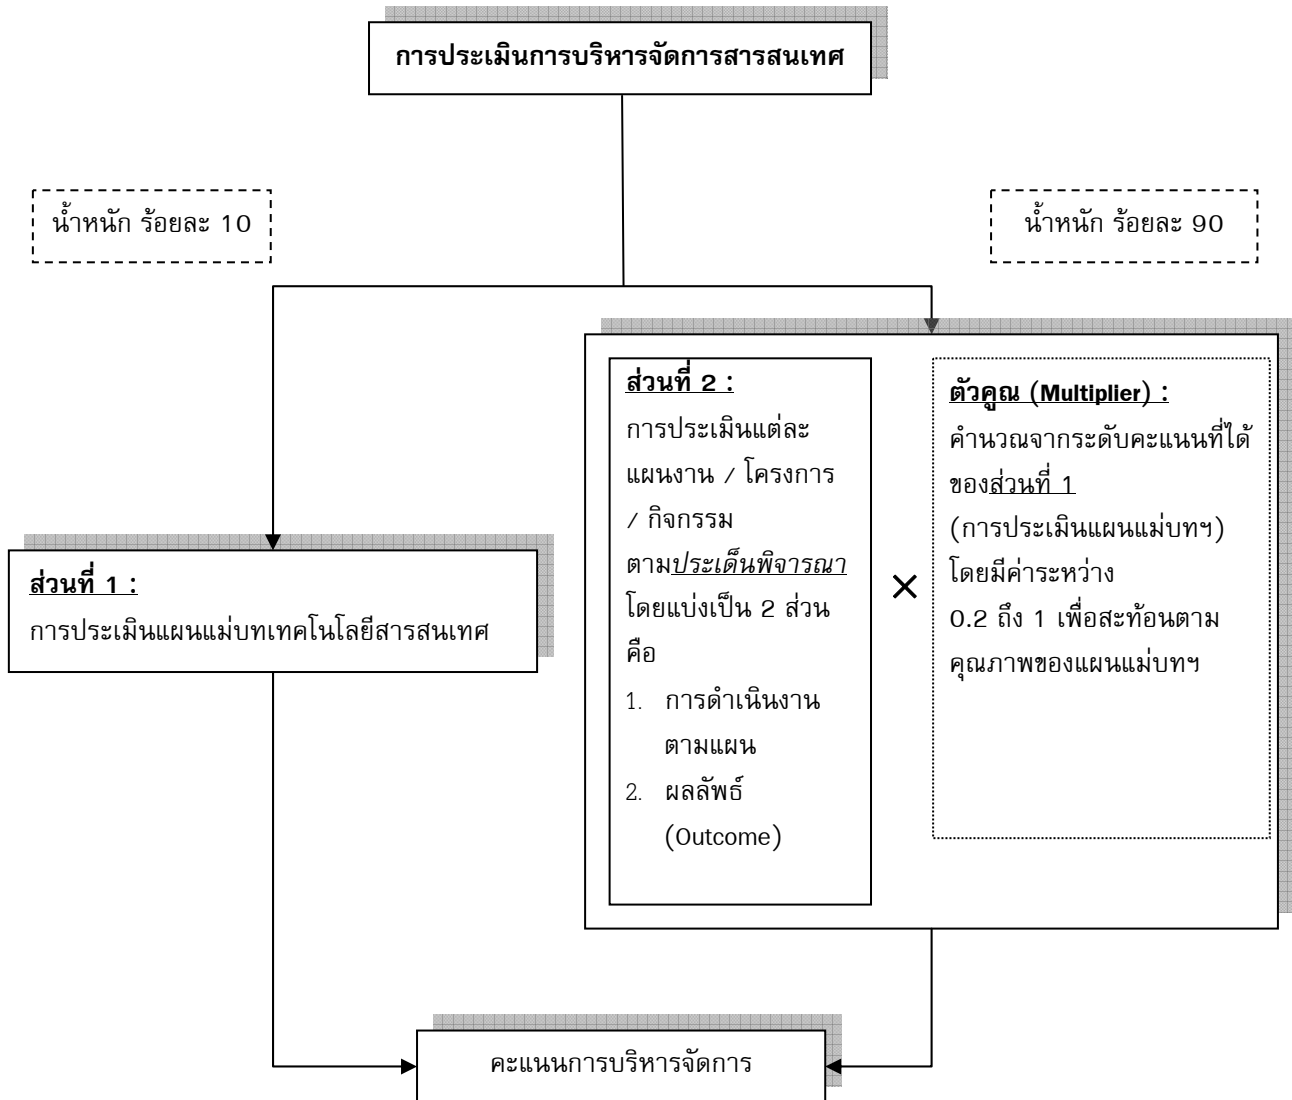 การประเมินการบริหารจัดการสารสนเทศ
น้ำหนัก ร้อยละ 10
น้ำหนัก ร้อยละ 90
ส่วนที่ 1 :
การประเมินแผนแม่บทเทคโนโลยีสารสนเทศ
ส่วนที่ 2 :
การประเมินแต่ละ
แผนงาน / โครงการ
/ กิจกรรม
ตามประเด็นพิจารณา
โดยแบ่งเป็น 2 ส่วน
คือ
1. การดำเนินงาน
ตามแผน
2. ผลลัพธ์
(Outcome)
×
ตัวคูณ (Multiplier) :
คำนวณจากระดับคะแนนที่ได้
ของส่วนที่ 1
(การประเมินแผนแม่บทฯ)
โดยมีค่าระหว่าง
0.2 ถึง 1 เพื่อสะท้อนตาม
คุณภาพของแผนแม่บทฯ
คะแนนการบริหารจัดการ